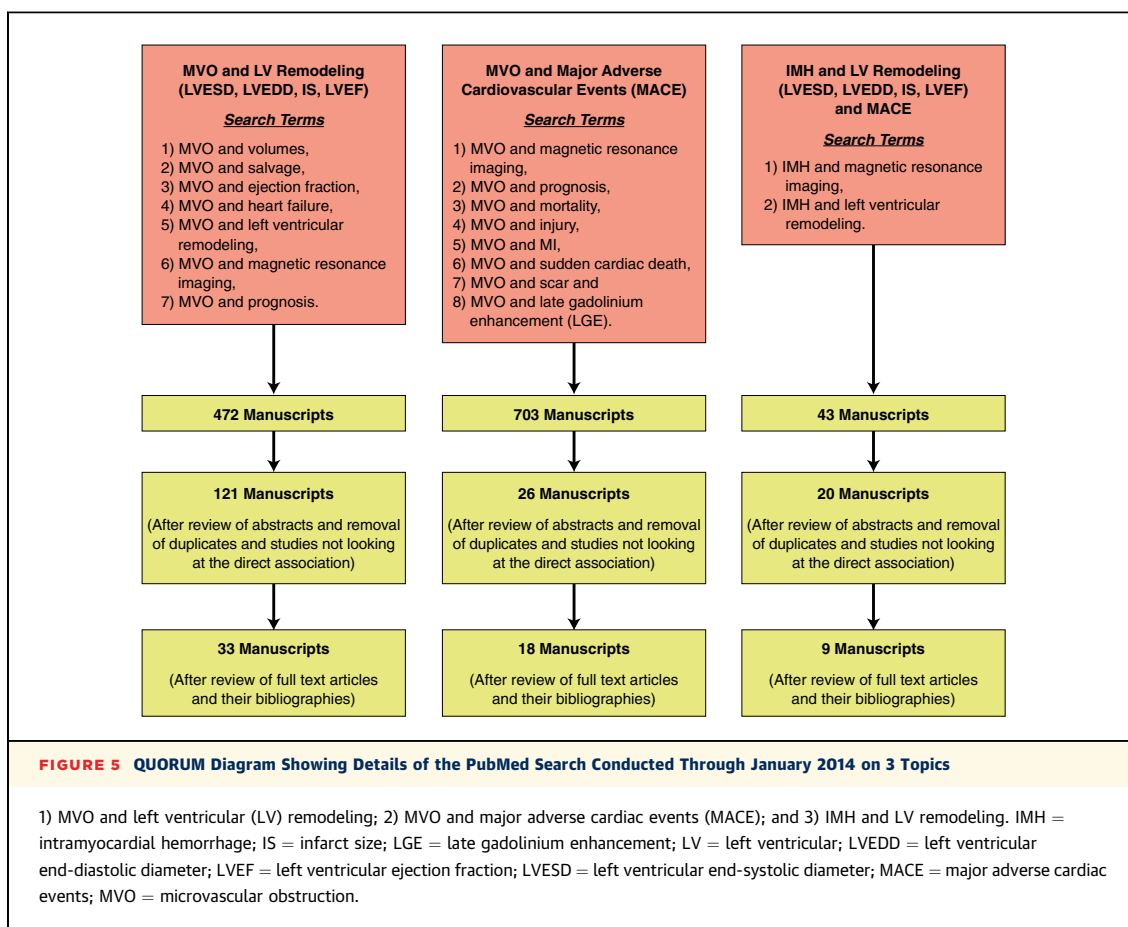 MVO and LV Remodeling
(LVESD, LVEDD, IS, LVEF)
Search Terms
1) MVO and volumes,
2) MVO and salvage,
3) MVO and ejection fraction,
4) MVO and heart failure,
5) MVO and left ventricular
remodeling,
6) MVO and magnetic resonance
imaging,
7) MVO and prognosis.
MVO and Major Adverse
Cardiovascular Events (MACE)
Search Terms
1) MVO and magnetic resonance
imaging,
2) MVO and prognosis,
3) MVO and mortality,
4) MVO and injury,
5) MVO and MI,
6) MVO and sudden cardiac death,
7) MVO and scar and
8) MVO and late gadolinium
enhancement (LGE).
IMH and LV Remodeling
(LVESD, LVEDD, IS, LVEF)
and MACE
Search Terms
1) IMH and magnetic resonance
imaging,
2) IMH and left ventricular
remodeling.
472 Manuscripts
703 Manuscripts
43 Manuscripts
121 Manuscripts
(After review of abstracts and removal
of duplicates and studies not looking
at the direct association)
26 Manuscripts
(After review of abstracts and removal
of duplicates and studies not looking
at the direct association)
20 Manuscripts
(After review of abstracts and removal
of duplicates and studies not looking
at the direct association)
33 Manuscripts
(After review of full text articles
and their bibliographies)
18 Manuscripts
(After review of full text articles
and their bibliographies)
9 Manuscripts
(After review of full text articles
and their bibliographies)
FIGURE 5 QUORUM Diagram Showing Details of the PubMed Search Conducted Through January 2014 on 3 Topics
1) MVO and left ventricular (LV) remodeling; 2) MVO and major adverse cardiac events (MACE); and 3) IMH and LV remodeling. IMH =
intramyocardial hemorrhage; IS = infarct size; LGE = late gadolinium enhancement; LV = left ventricular; LVEDD = left ventricular
end-diastolic diameter; LVEF = left ventricular ejection fraction; LVESD = left ventricular end-systolic diameter; MACE = major adverse cardiac
events; MVO = microvascular obstruction.